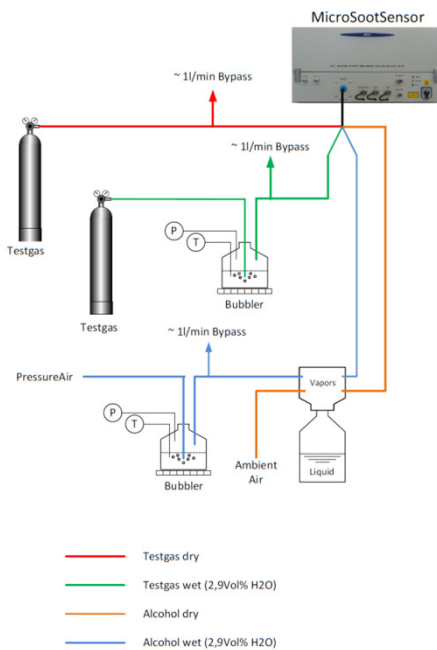 MicroSootSensor
~ 1l/min Bypass
~ 1l/min Bypass
P
T
Testgas
Bubbler
Testgas
~ 1l/min Bypass
PressureAir
Vapors
P
T
Ambient
Air
Liquid
Bubbler
Testgas dry
Testgas wet (2,9Vol% H2O)
Alcohol dry
Alcohol wet (2,9Vol% H2O)